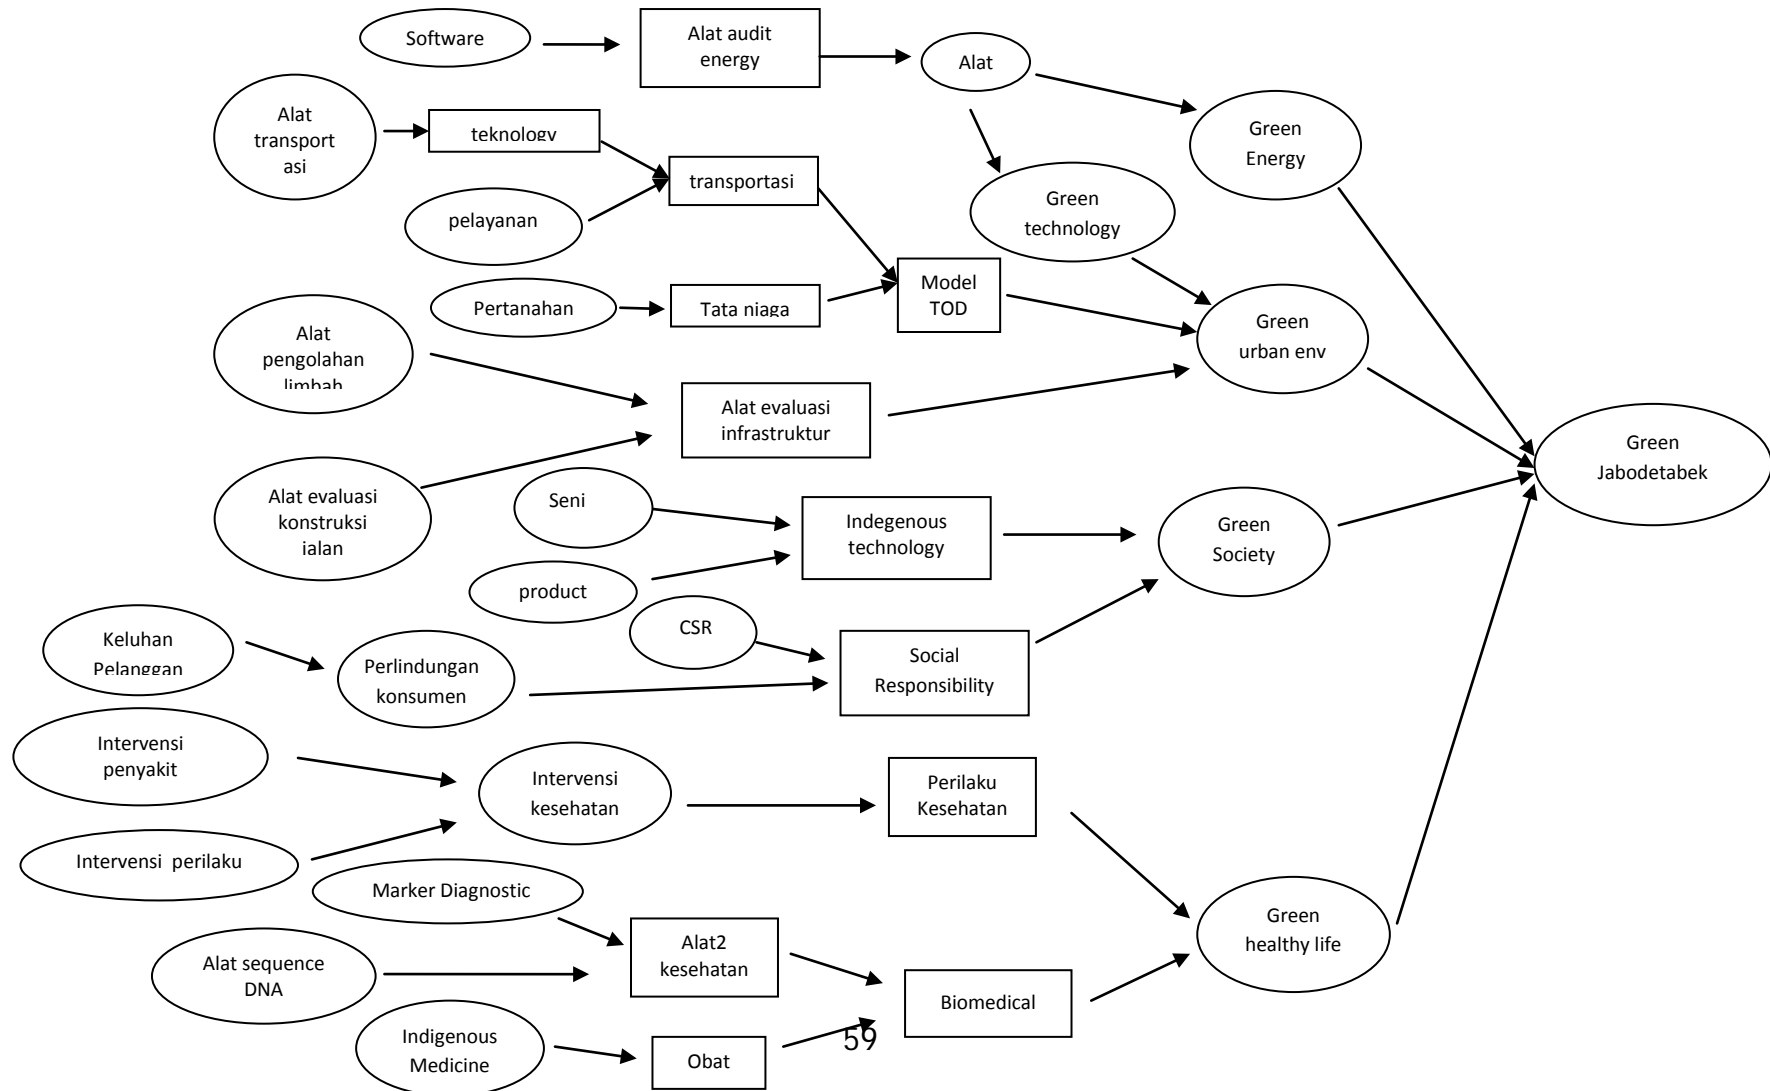 Software
Alat audit
energy
Alat
Alat
transport
asi
teknology
Green
Energy
transportasi
pelayanan
Green
technology
Pertanahan
Tata niaga
Model
TOD
Green
urban env
Alat
pengolahan
limbah
Alat evaluasi
infrastruktur
Green
Jabodetabek
Alat evaluasi
konstruksi
jalan
Seni
Indegenous
technology
Green
Society
product
CSR
Keluhan
Pelanggan
Perlindungan
konsumen
Social
Responsibility
Intervensi
penyakit
Intervensi
kesehatan
Perilaku
Kesehatan
Intervensi  perilaku
Marker Diagnostic
Green
healthy life
Alat2
kesehatan
Alat sequence
DNA
Biomedical
Indigenous
Medicine
Obat
59